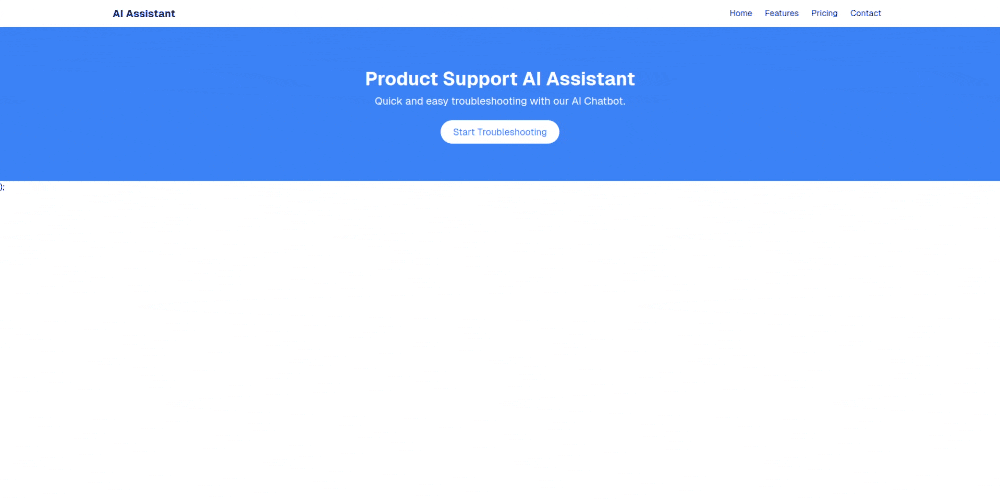 AI Assistant
Home Features Pricing Contact
Product Support AI Assistant
Quick and easy troubleshooting with our AI Chatbot.
Start Troubleshooting
);